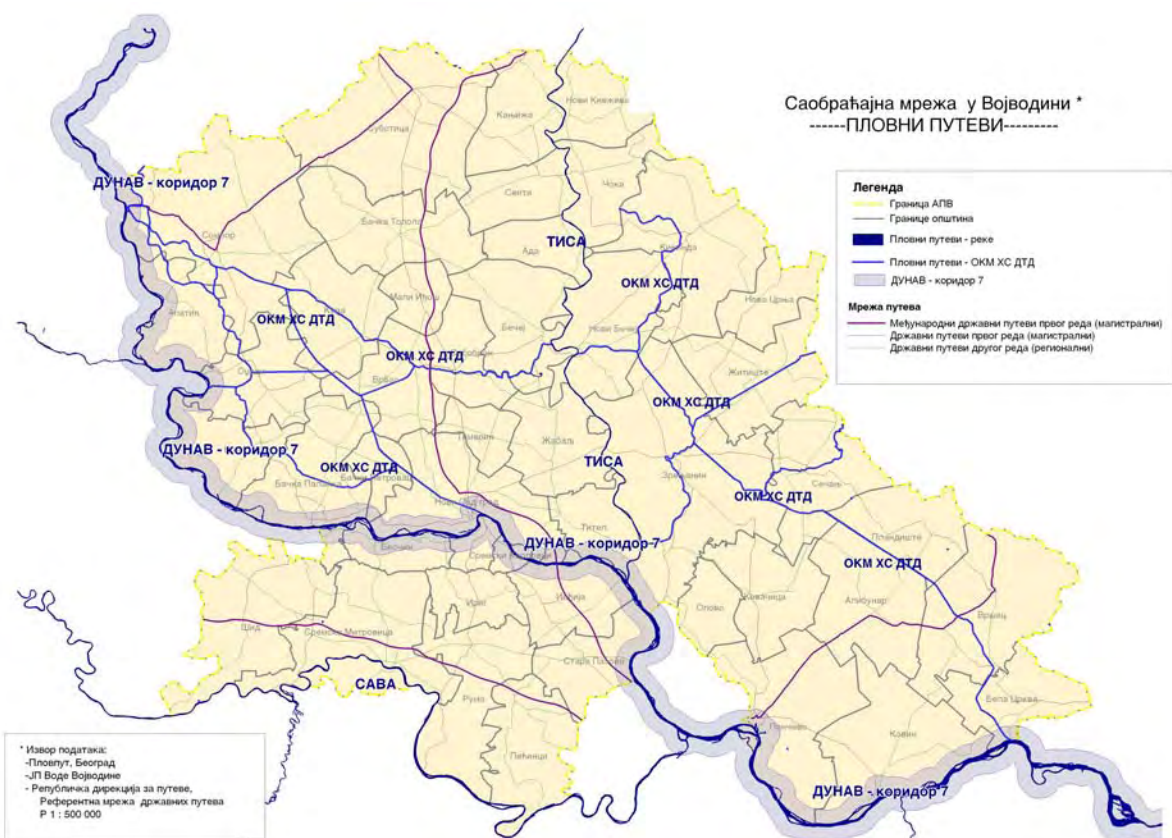 Саобраћајна мрежа у Војводини *
------ПЛОВНИ ПУТЕВИ---------
Легенда
Граница АПВ
Границе општина
Пловни путеви - реке
Пловни путеви - ОКМ ХС ДТД
ДУНАВ - коридор 7
Мрежа путева
Међународни државни путеви првог реда (магистрални)
Државни путеви првог реда (магистрални)
Државни путеви другог реда (регионални)
Нови Кнежевац
Кањижа
Суботица
ДУНАВ - коридор 7
Чока
Сента
Бачка Топола
Сомбор
ТИСА
Ада
Кикинда
ОКМ ХС ДТД
Мали Иђош
Нова Црња
Апатин
Кула
ОКМ ХС ДТД
Бечеј
Нови Бечеј
ОКМ ХС ДТД
Србобран
Оџаци
Врбас
Житиште
ОКМ ХС ДТД
Темерин
Жабаљ
ДУНАВ - коридор 7
ТИСА
ОКМ ХС ДТД
Бачки Петровац
Бачка Паланка
Зрењанин
Сечањ
ОКМ ХС ДТД
Нови Сад
Тител
ДУНАВ - коридор 7
Сремски Карловци
Беочин
Пландиште
ОКМ ХС ДТД
Ириг
Инђија
Опово
Ковачица
Алибунар
Вршац
Шид
Сремска Митровица
Стара Пазова
САВА
Рума
Бела Црква
Панчево
Ковин
Пећинци
ДУНАВ - коридор 7
* Извор података:
-Пловпут, Београд
-ЈП Воде Војводине
- Републичка дирекција за путеве,
Референтна мрежа државних путева
Р 1 : 500 000